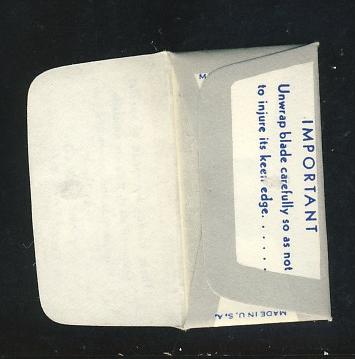 IMPORTANT
Unwrap blade carefully so as not
to injure its keen edge. . . . . .
M
MADE IN U.S.A.